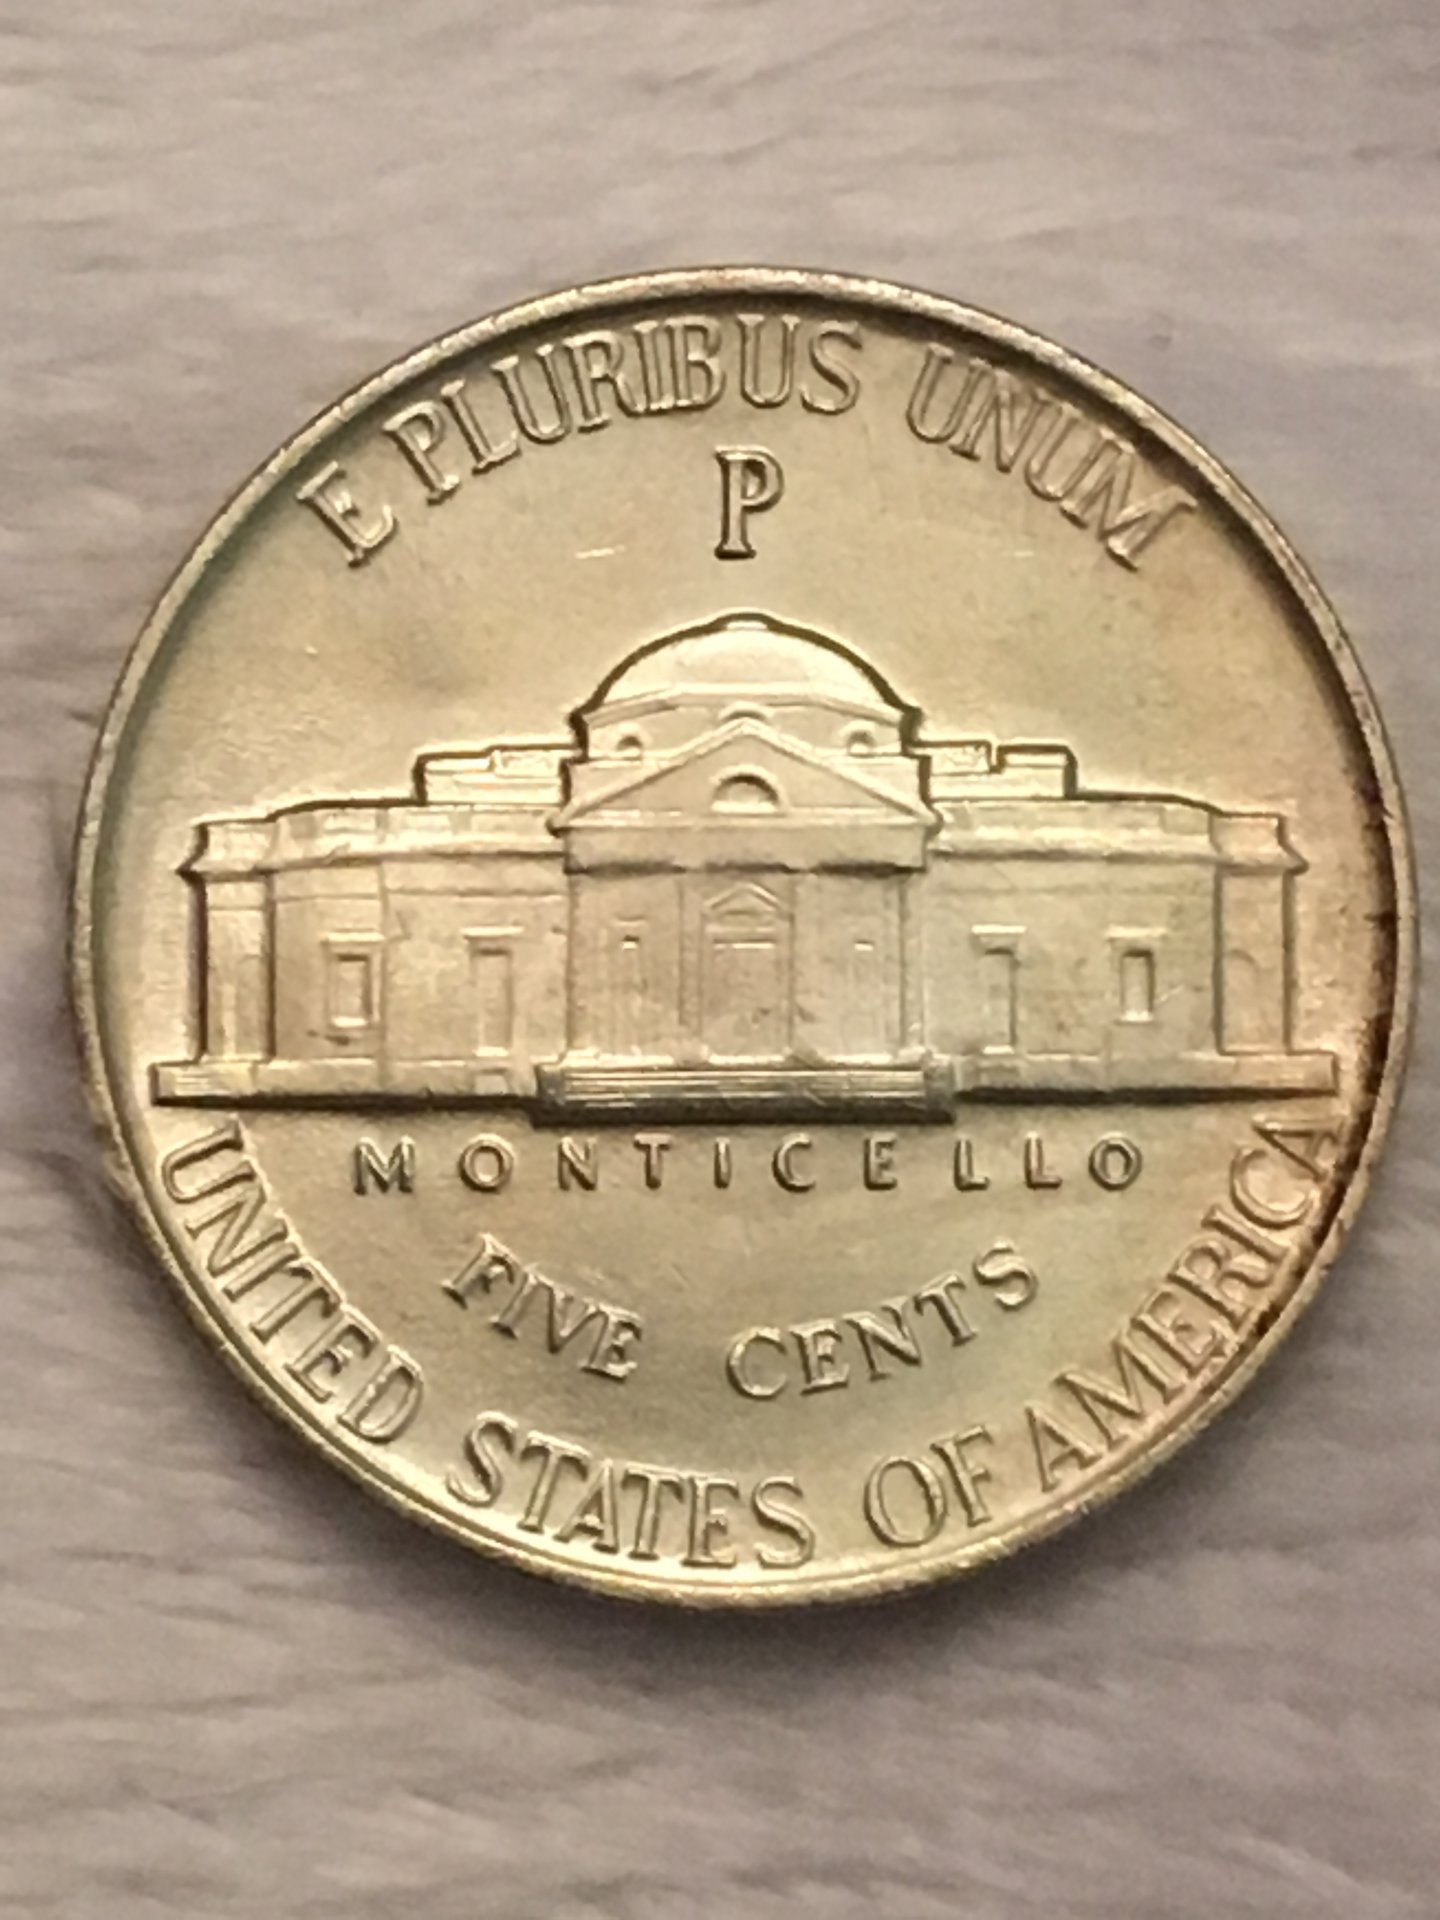 E PLURIBUS UNUM
P
MONTICELLO
FIVE CENTS
UNITED STATES OF AMERICA